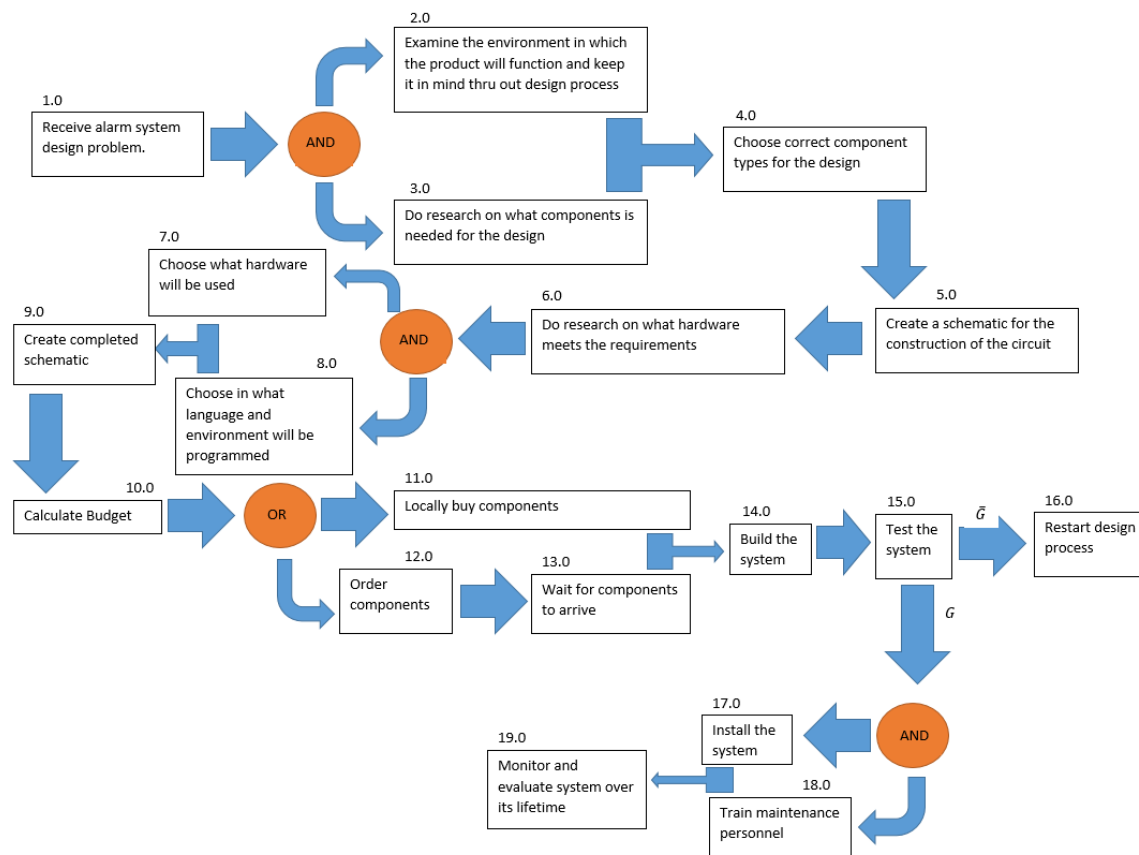 1.0
Receive alarm system
design problem.
AND
2.0
Examine the environment in which
the product will function and keep
it in mind thru out design process
3.0
Do research on what components is
needed for the design
4.0
Choose correct component
types for the design
5.0
Create a schematic for the
construction of the circuit
6.0
Do research on what hardware
meets the requirements
AND
7.0
Choose what hardware
will be used
8.0
Choose in what
language and
environment will be
programmed
9.0
Create completed
schematic
10.0
Calculate Budget
OR
11.0
Locally buy components
12.0
Order
components
13.0
Wait for components
to arrive
14.0
Build the
system
15.0
Test the
system
Ḡ
16.0
Restart design
process
G
AND
17.0
Install the
system
18.0
Train maintenance
personnel
19.0
Monitor and
evaluate system over
its lifetime